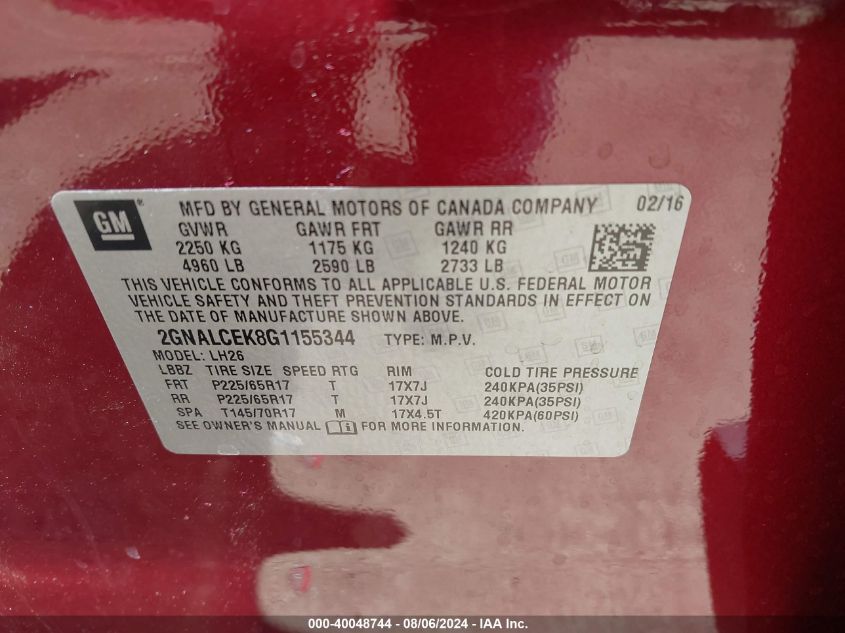 GM ® MFD BY GENERAL MOTORS OF CANADA COMPANY 02/16
GVWR GAWR FRT GAWR RR
2250 KG 1175 KG 1240 KG
4960 LB 2590 LB 2733 LB
THIS VEHICLE CONFORMS TO ALL APPLICABLE U.S. FEDERAL MOTOR
VEHICLE SAFETY AND THEFT PREVENTION STANDARDS IN EFFECT ON
THE DATE OF MANUFACTURE SHOWN ABOVE.
2GNALCEK8G1155344 TYPE: M.P.V.
MODEL: LH26
LBBZ TIRE SIZE SPEED RTG RIM COLD TIRE PRESSURE
FRT P225/65R17 T 17X7J 240KPA(35PSI)
RR P225/65R17 T 17X7J 240KPA(35PSI)
SPA T145/70R17 M 17X4.5T 420KPA(60PSI)
SEE OWNER'S MANUAL FOR MORE INFORMATION.
000-40048744 - 08/06/2024 - IAA Inc.